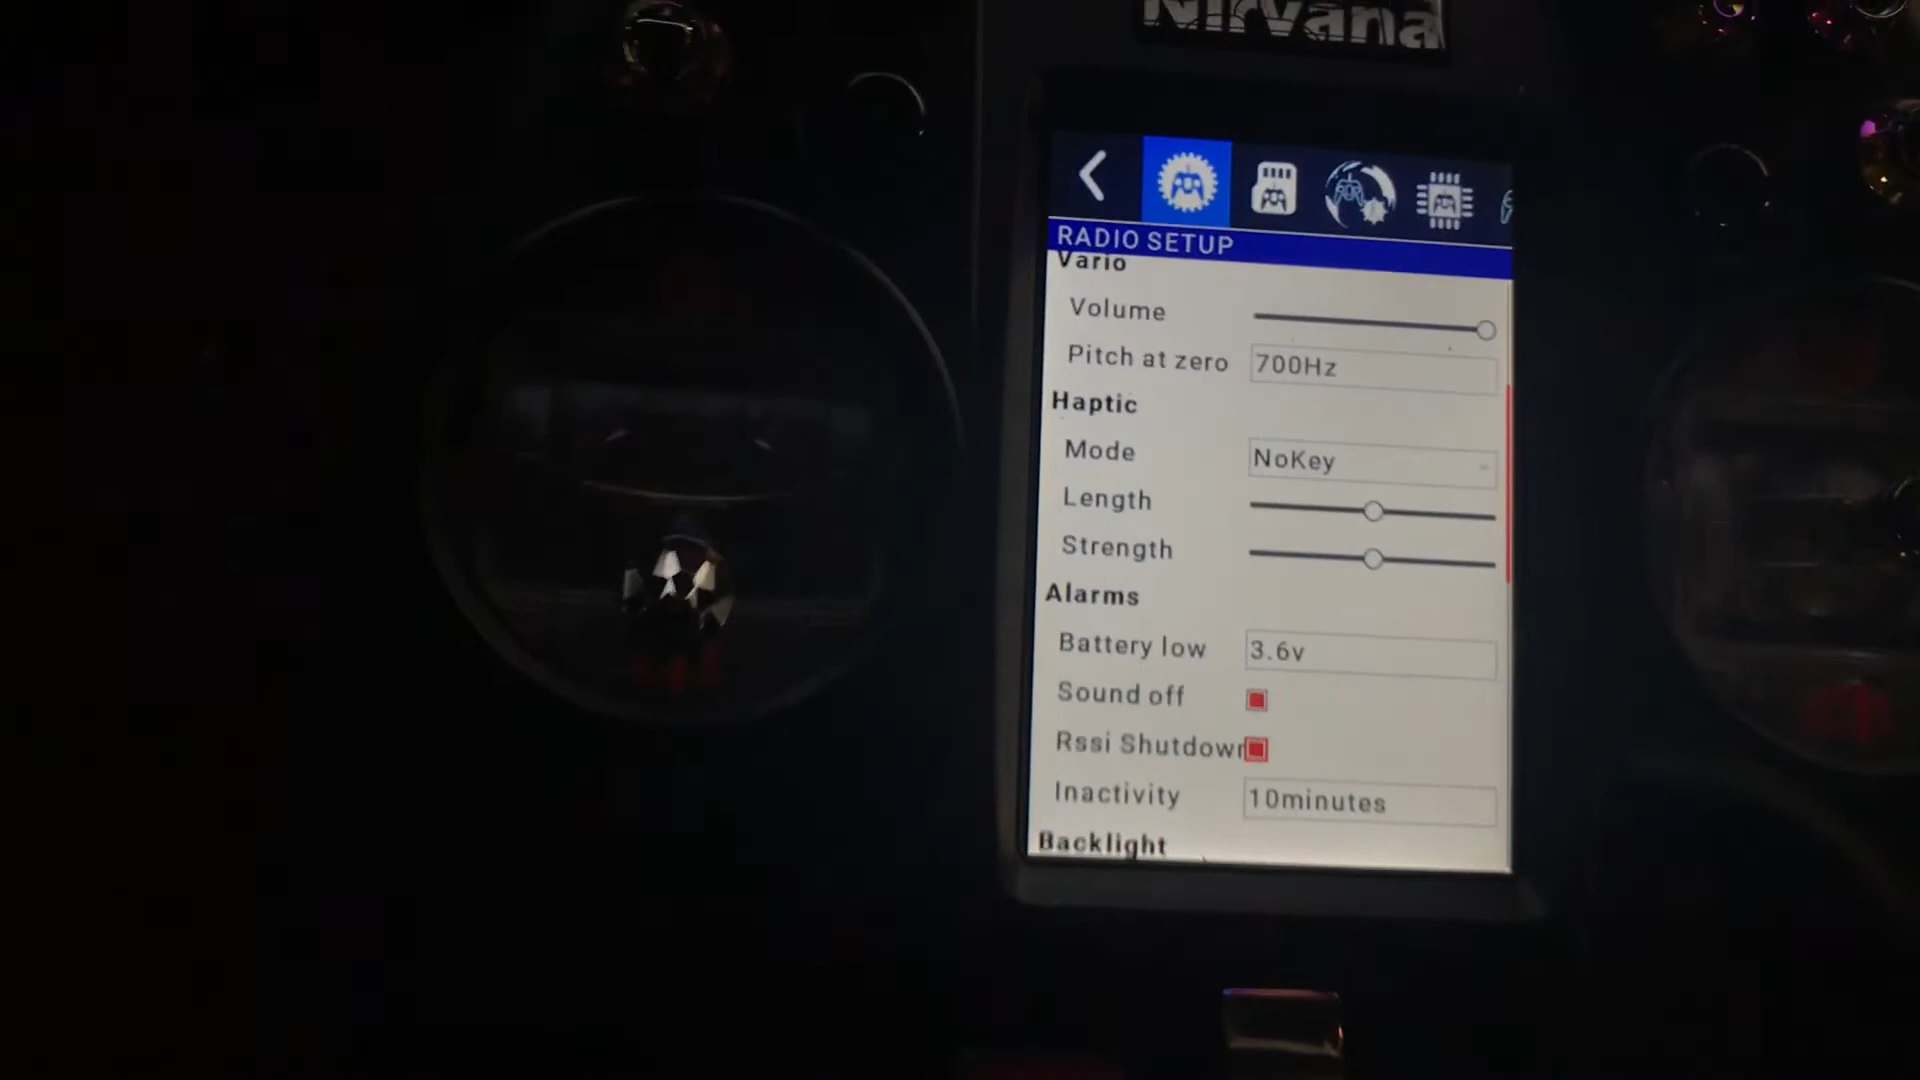 Nirvana
RADIO SETUP
Vario
Volume
Pitch at zero 700Hz
Haptic
Mode NoKey
Length
Strength
Alarms
Battery low 3.6v
Sound off
Rssi Shutdown
Inactivity 10minutes
Backlight